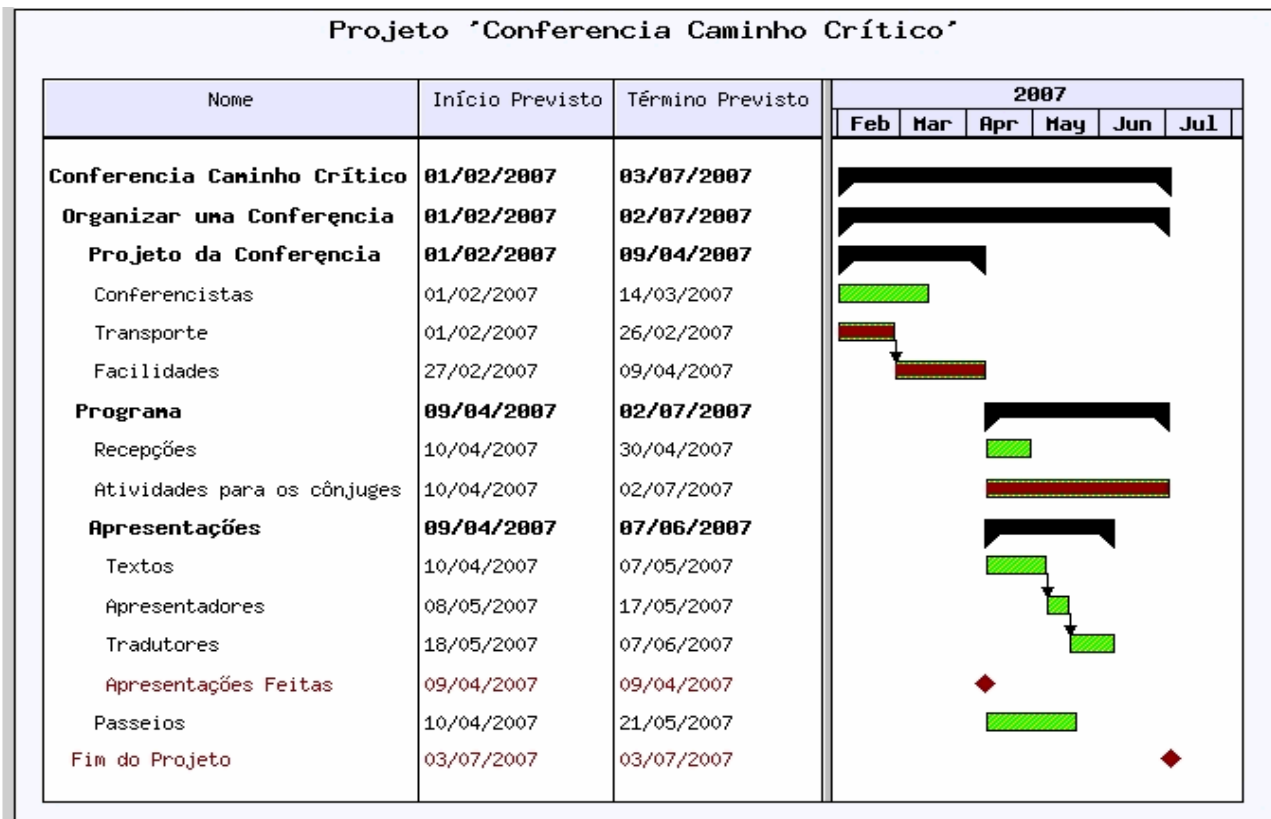 Projeto 'Conferencia Caminho Crítico'
Nome Início Previsto Término Previsto 2007
Feb Mar Apr May Jun Jul
Conferencia Caminho Crítico 01/02/2007 03/07/2007
Organizar uma Conferęncia 01/02/2007 02/07/2007
Projeto da Conferęncia 01/02/2007 09/04/2007
Conferencistas 01/02/2007 14/03/2007
Transporte 01/02/2007 26/02/2007
Facilidades 27/02/2007 09/04/2007
Programa 09/04/2007 02/07/2007
Recepçőes 10/04/2007 30/04/2007
Atividades para os cônjuges 10/04/2007 02/07/2007
Apresentaçőes 09/04/2007 07/06/2007
Textos 10/04/2007 07/05/2007
Apresentadores 08/05/2007 17/05/2007
Tradutores 18/05/2007 07/06/2007
Apresentaçőes Feitas 09/04/2007 09/04/2007
Passeios 10/04/2007 21/05/2007
Fim do Projeto 03/07/2007 03/07/2007